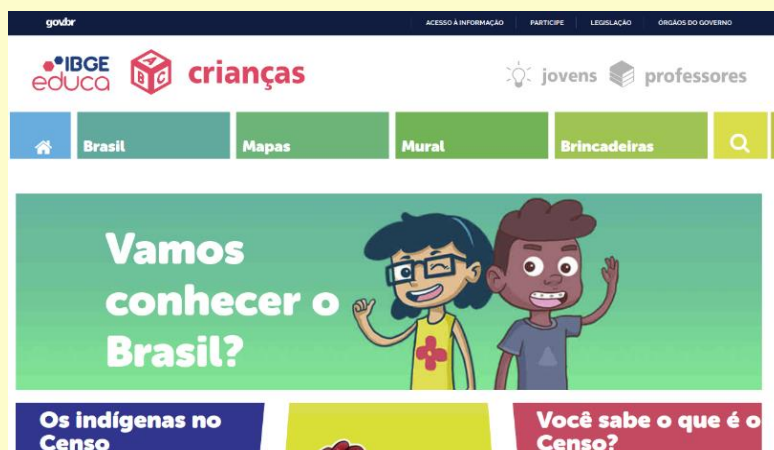 gov.br ACESSO À INFORMAÇÃO PARTICIPE LEGISLAÇÃO ÓRGÃOS DO GOVERNO
IBGE
educa
A B C
crianças
jovens
professores
Brasil Mapas Mural Brincadeiras
Vamos
conhecer o
Brasil?
Os indígenas no
Censo
Você sabe o que é o
Censo?